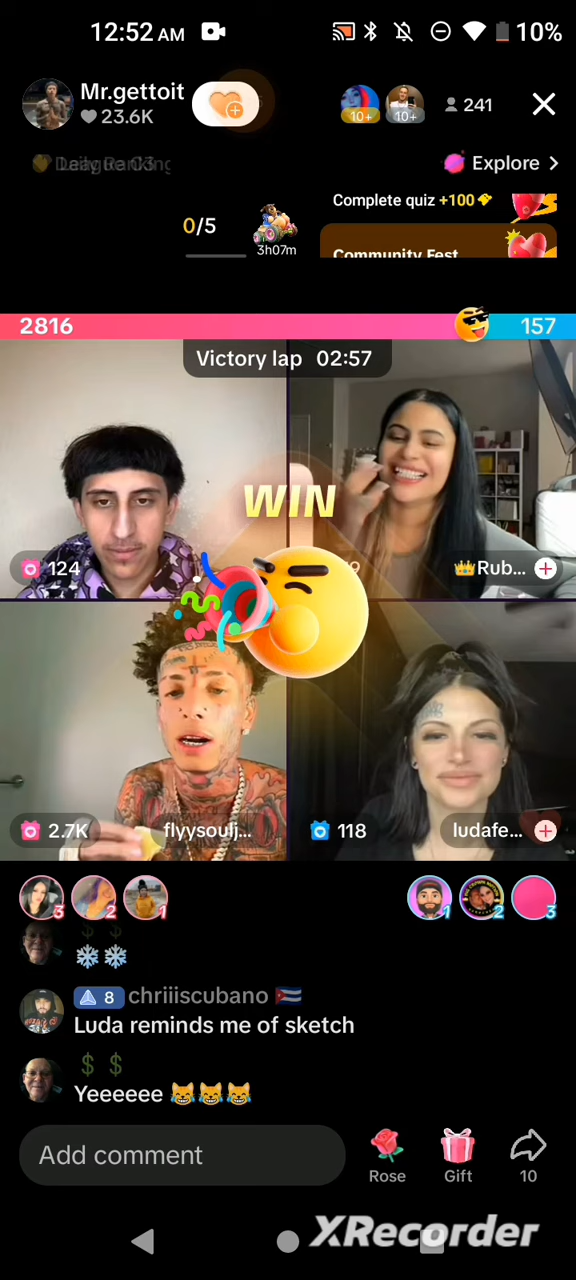 12:52 AM
10%
Mr.gettoit
23.6K
10+
10+
241
Explore >
0/5
3h07m
Complete quiz +100
Community Fest
2816
157
Victory lap 02:57
WIN
124
Rub...
2.7K
flyysoulj...
118
ludafe...
3
2
1
1
2
3
$ $
8 chriiiscubano
Luda reminds me of sketch
$ $
Yeeeeee
Add comment
Rose
Gift
10
XRecorder